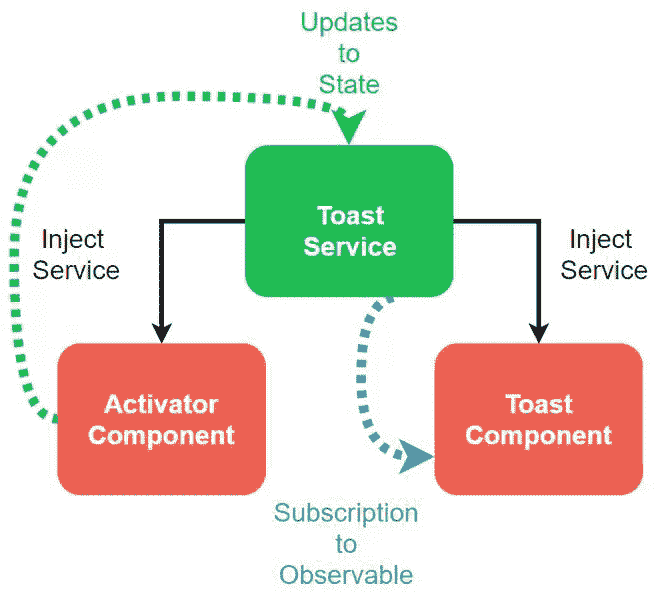 Updates
to
State
Toast
Service
Inject
Service
Inject
Service
Activator
Component
Toast
Component
Subscription
to
Observable